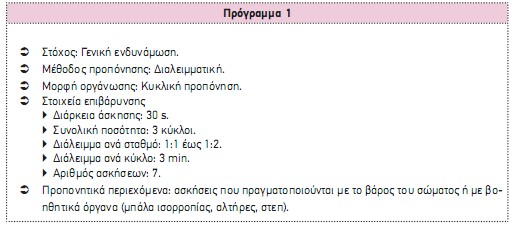 Πρόγραμμα 1
➲ Στόχος: Γενική ενδυνάμωση.
➲ Μέθοδος προπόνησης: Διαλειμματική.
➲ Μορφή οργάνωσης: Κυκλική προπόνηση.
➲ Στοιχεία επιβάρυνσης
▶ Διάρκεια άσκησης: 30 s.
▶ Συνολική ποσότητα: 3 κύκλοι.
▶ Διάλειμμα ανά σταθμό: 1:1 έως 1:2.
▶ Διάλειμμα ανά κύκλο: 3 min.
▶ Αριθμός ασκήσεων: 7.
➲ Προπονητικά περιεχόμενα: ασκήσεις που πραγματοποιούνται με το βάρος του σώματος ή με βο-
ηθητικά όργανα (μπάλα ισορροπίας, αλτήρες, στεπ).